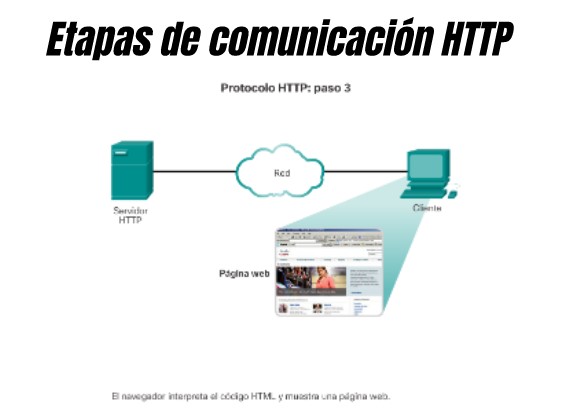 Etapas de comunicación HTTP
Protocolo HTTP: paso 3
Red
Servidor
HTTP
Cliente
Página web
El navegador interpreta el código HTML y muestra una página web.